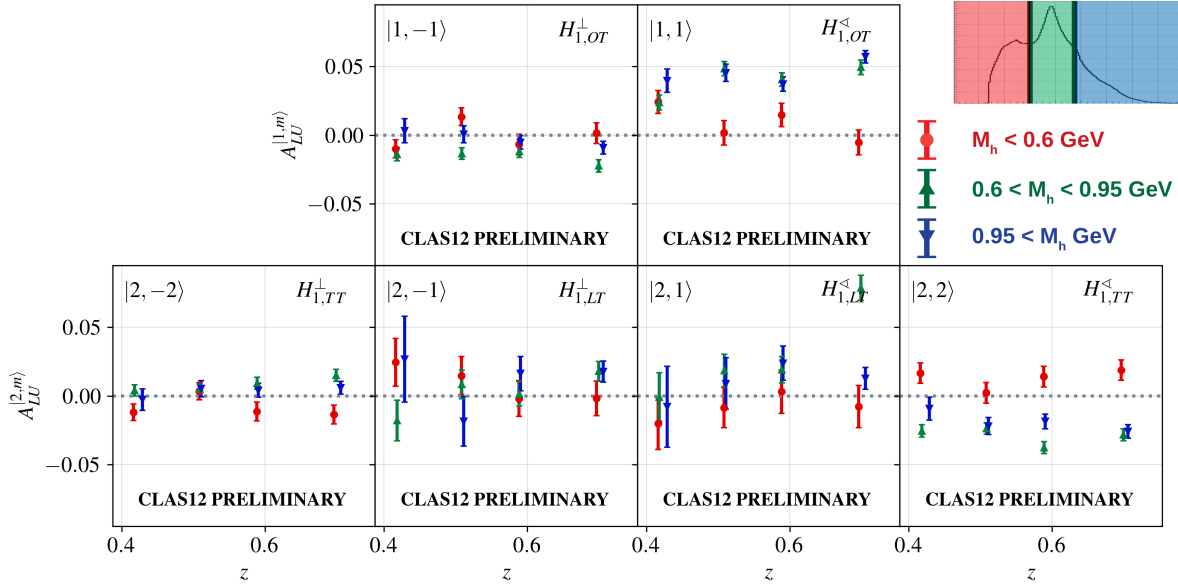 |1, −1⟩ H⊥1,OT
|1, 1⟩ H∢1,OT
0.05
0.00
−0.05
A|1,m⟩LU
CLAS12 PRELIMINARY
CLAS12 PRELIMINARY
Mh < 0.6 GeV
0.6 < Mh < 0.95 GeV
0.95 < Mh GeV
|2, −2⟩ H⊥1,TT
|2, −1⟩ H⊥1,LT
|2, 1⟩ H∢1,LT
|2, 2⟩ H∢1,TT
0.05
0.00
−0.05
A|2,m⟩LU
CLAS12 PRELIMINARY
CLAS12 PRELIMINARY
CLAS12 PRELIMINARY
CLAS12 PRELIMINARY
0.4 0.6
0.4 0.6
0.4 0.6
0.4 0.6
z
z
z
z